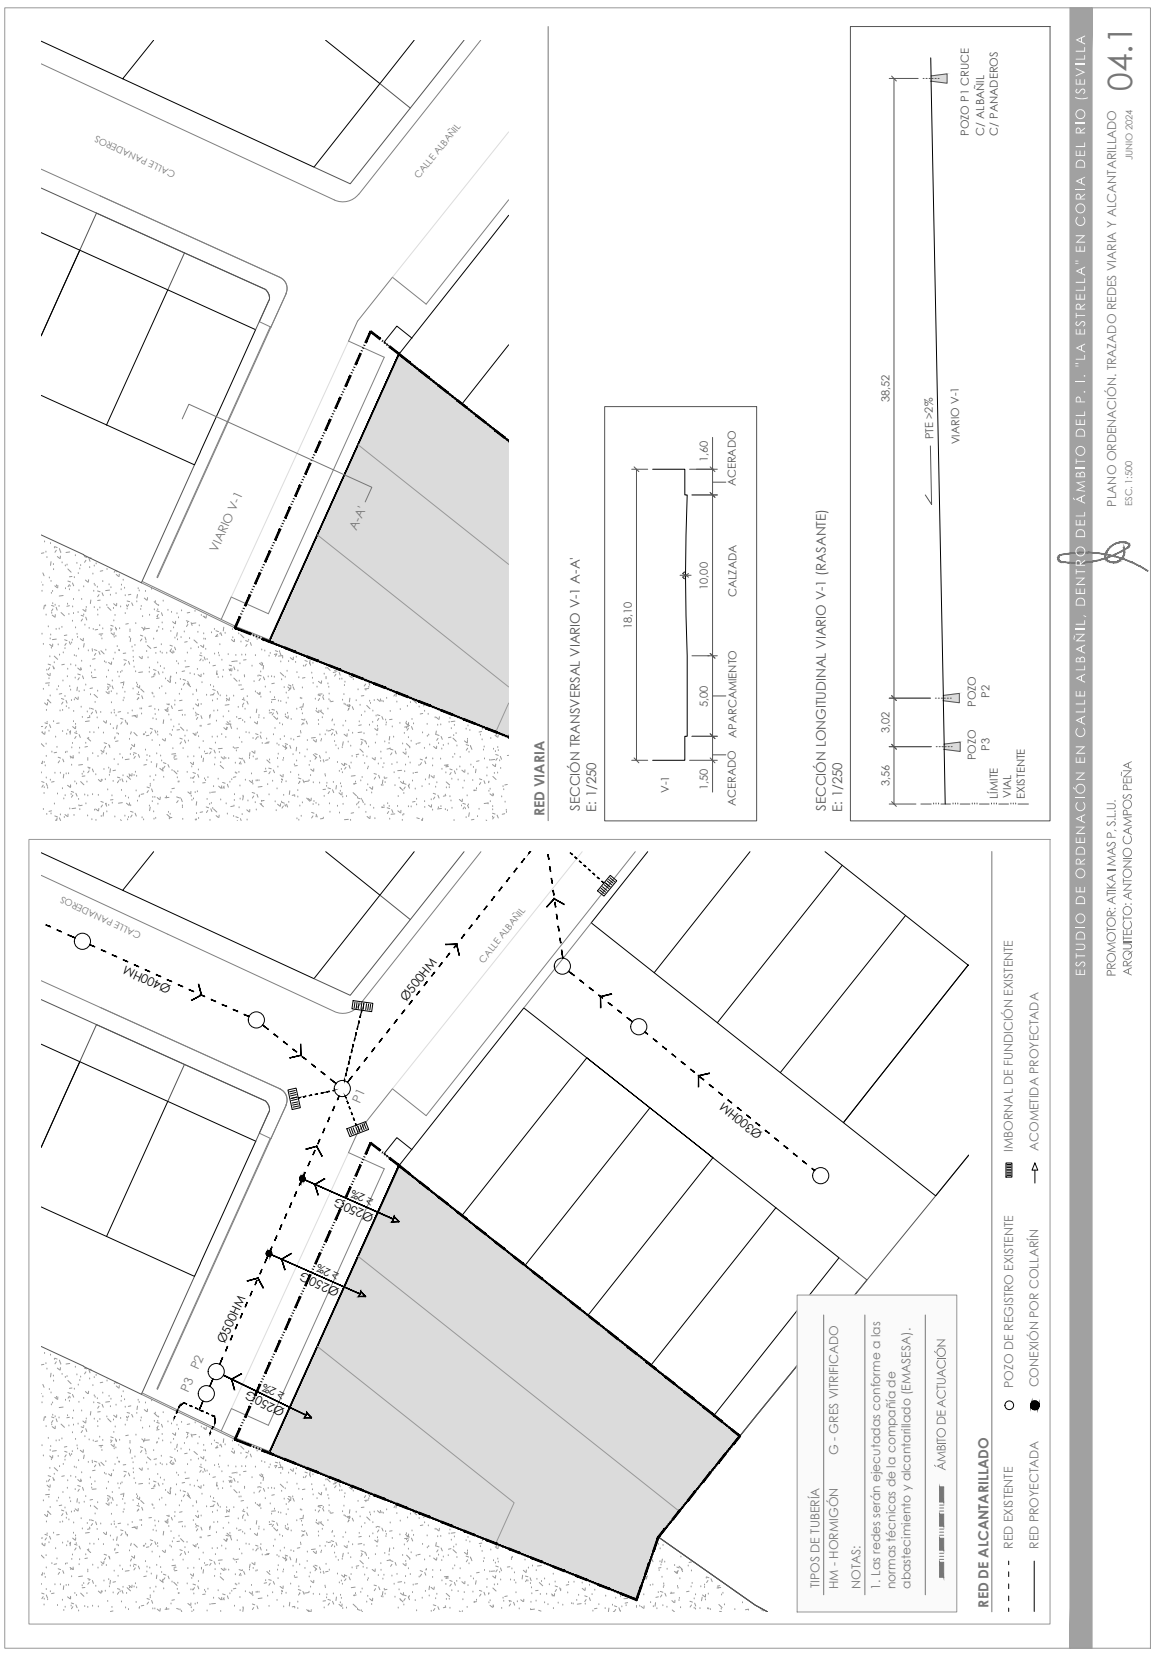 CALLE PANADEROS
Ø400HM
Ø500HM
CALLE ALBAÑIL
P1
P2
P3
Ø500HM
Ø250G
≥ 2%
Ø250G
≥ 2%
Ø250G
≥ 2%
Ø300HM
TIPOS DE TUBERÍA
HM - HORMIGÓN G - GRES VITRIFICADO
NOTAS:
1. Las redes serán ejecutadas conforme a las
normas técnicas de la compañía de
abastecimiento y alcantarillado (EMASESA).
ÁMBITO DE ACTUACIÓN
RED DE ALCANTARILLADO
RED EXISTENTE
POZO DE REGISTRO EXISTENTE
IMBORNAL DE FUNDICIÓN EXISTENTE
RED PROYECTADA
CONEXIÓN POR COLLARÍN
ACOMETIDA PROYECTADA
CALLE PANADEROS
CALLE ALBAÑIL
VIARIO V-1
A-A'
RED VIARIA
SECCIÓN TRANSVERSAL VIARIO V-1 A-A'
E: 1/250
18,10
V-1
1,50
5,00
10,00
1,60
ACERADO
APARCAMIENTO
CALZADA
ACERADO
SECCIÓN LONGITUDINAL VIARIO V-1 (RASANTE)
E: 1/250
3,56
3,02
38,52
PTE >2%
VIARIO V-1
LÍMITE
VIAL
EXISTENTE
POZO
P3
POZO
P2
POZO P1 CRUCE
C/ ALBAÑIL
C/ PANADEROS
ESTUDIO DE ORDENACIÓN EN CALLE ALBAÑIL, DENTRO DEL ÁMBITO DEL P. I. "LA ESTRELLA" EN CORIA DEL RIO (SEVILLA
PROMOTOR: ATIKA I MAS P, S.L.U.
ARQUITECTO: ANTONIO CAMPOS PEÑA
PLANO ORDENACIÓN. TRAZADO REDES VIARIA Y ALCANTARILLADO
ESC. 1:500
JUNIO 2024
04.1